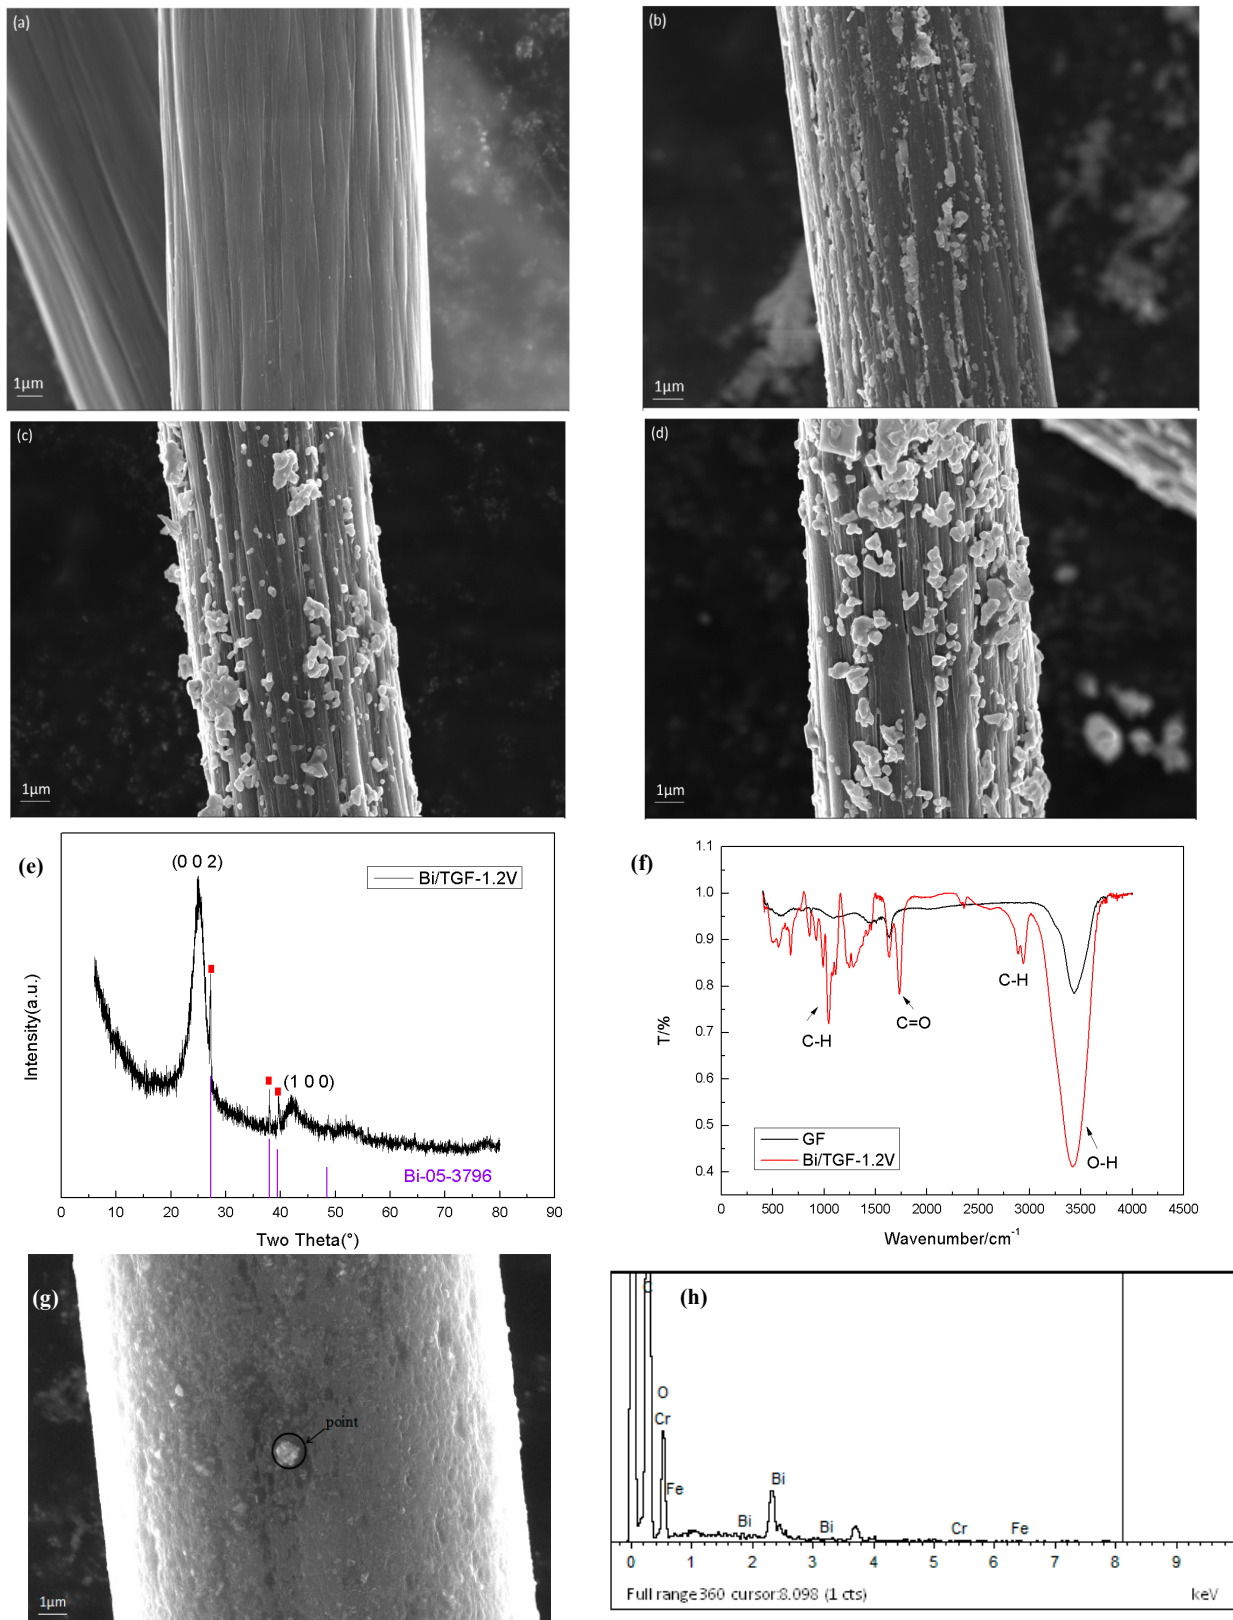 (a)
(b)
1μm
1μm
(c)
(d)
1μm
1μm
(e)
(0 0 2)
Bi/TGF-1.2V
(1 0 0)
Bi-05-3796
Intensity(a.u.)
0 10 20 30 40 50 60 70 80 90
Two Theta(°)
(f)
1.1
1.0
0.9
0.8
0.7
0.6
0.5
0.4
T/%
C-H
C=O
C-H
O-H
GF
Bi/TGF-1.2V
0 500 1000 1500 2000 2500 3000 3500 4000 4500
Wavenumber/cm⁻¹
(g)
point
1μm
(h)
C
O
Cr
Fe
Bi
Bi
Bi
Cr
Fe
0 1 2 3 4 5 6 7 8 9
Full range 360 cursor:8.098 (1 cts)
keV